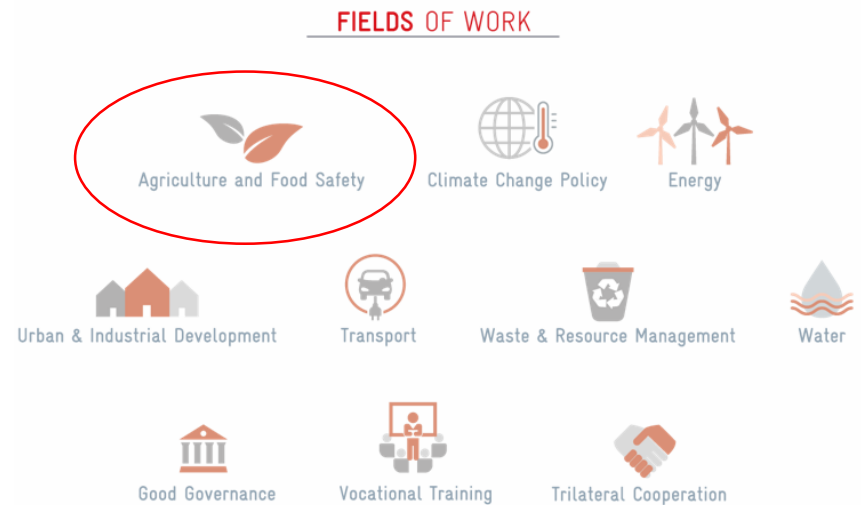 FIELDS OF WORK
Agriculture and Food Safety
Climate Change Policy
Energy
Urban & Industrial Development
Transport
Waste & Resource Management
Water
Good Governance
Vocational Training
Trilateral Cooperation